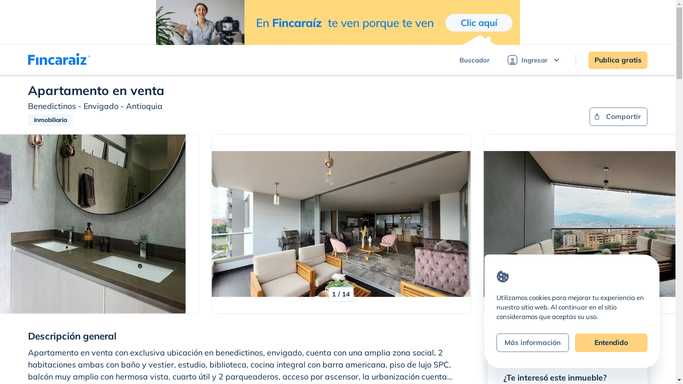 En Fincaraíz te ven porque te ven
Clic aquí
Fincaraiz
Buscador
Ingresar
Publica gratis
Apartamento en venta
Benedictinos - Envigado - Antioquia
Inmobiliaria
Compartir
1 / 14
Utilizamos cookies para mejorar tu experiencia en
nuestro sitio web. Al continuar en el sitio
consideramos que aceptas su uso.
Más información
Entendido
Descripción general
Apartamento en venta con exclusiva ubicación en benedictinos, envigado, cuenta con una amplia zona social, 2
habitaciones ambas con baño y vestier, estudio, biblioteca, cocina integral con barra americana, piso de lujo SPC,
balcón muy amplio con hermosa vista, cuarto útil y 2 parqueaderos, acceso por ascensor, la urbanización cuenta...
¿Te interesó este inmueble?